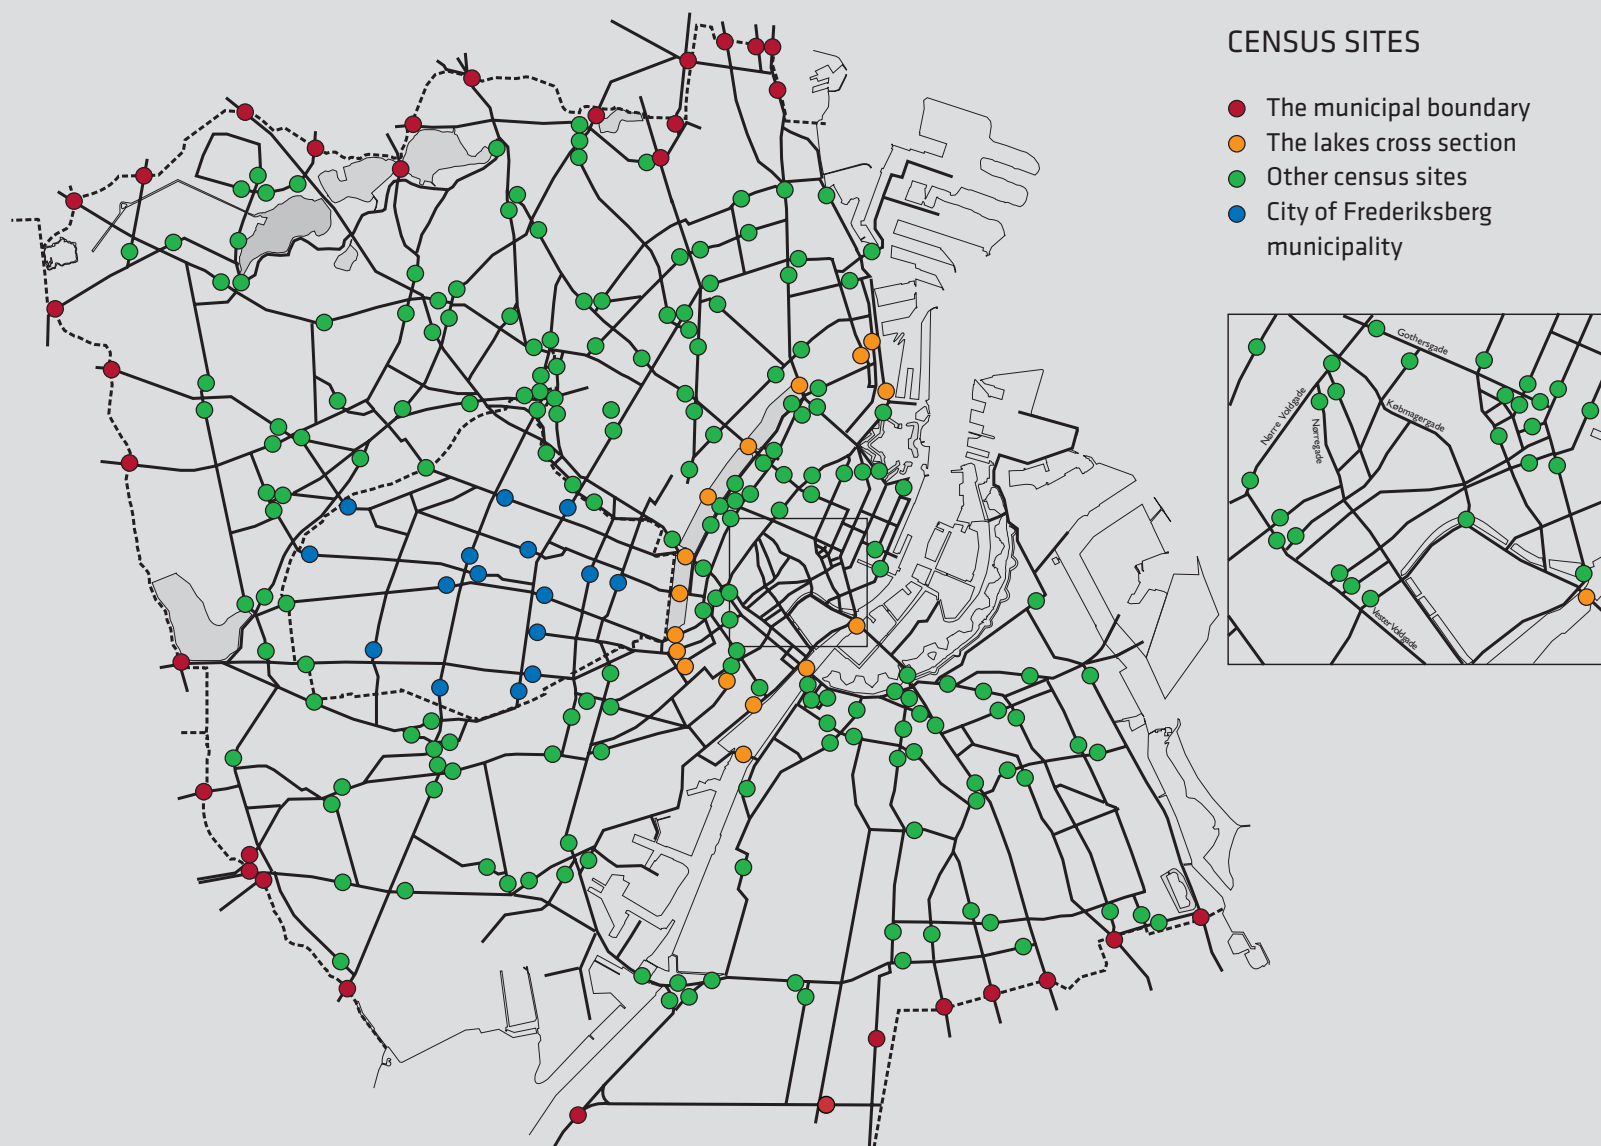 CENSUS SITES
The municipal boundary
The lakes cross section
Other census sites
City of Frederiksberg
municipality
Gothersgade
Nørre Voldgade
Købmagergade
Nørregade
Vester Voldgade